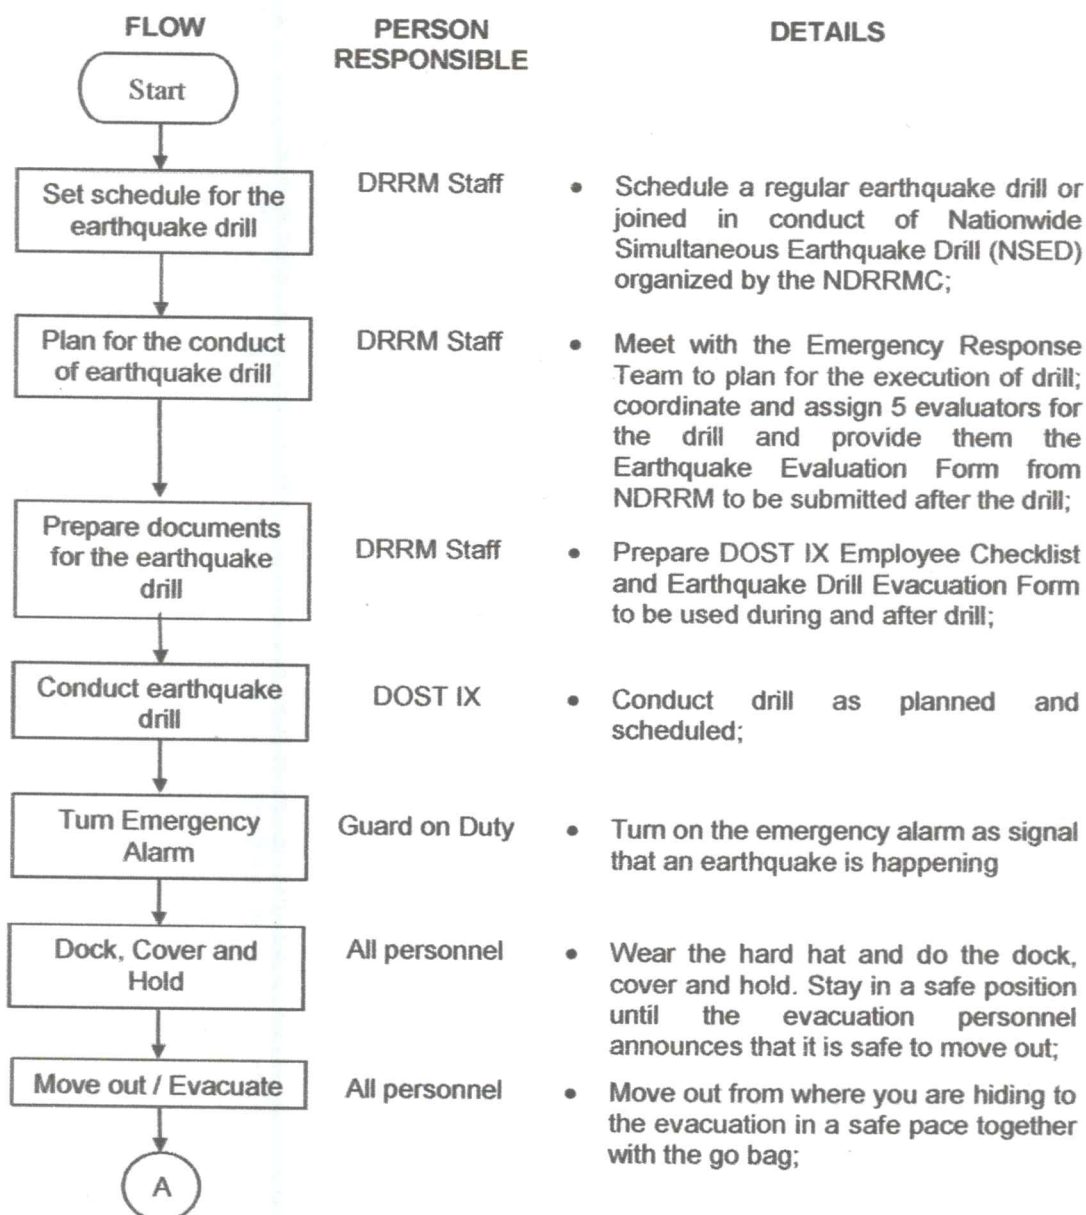 FLOW
PERSON RESPONSIBLE
DETAILS
Start
Set schedule for the
earthquake drill
DRRM Staff
• Schedule a regular earthquake drill or
joined in conduct of Nationwide
Simultaneous Earthquake Drill (NSED)
organized by the NDRRMC;
Plan for the conduct
of earthquake drill
DRRM Staff
• Meet with the Emergency Response
Team to plan for the execution of drill;
coordinate and assign 5 evaluators for
the drill and provide them the
Earthquake Evaluation Form from
NDRRM to be submitted after the drill;
Prepare documents
for the earthquake
drill
DRRM Staff
• Prepare DOST IX Employee Checklist
and Earthquake Drill Evacuation Form
to be used during and after drill;
Conduct earthquake
drill
DOST IX
• Conduct drill as planned and
scheduled;
Turn Emergency
Alarm
Guard on Duty
• Turn on the emergency alarm as signal
that an earthquake is happening
Dock, Cover and
Hold
All personnel
• Wear the hard hat and do the dock,
cover and hold. Stay in a safe position
until the evacuation personnel
announces that it is safe to move out;
Move out / Evacuate
All personnel
• Move out from where you are hiding to
the evacuation in a safe pace together
with the go bag;
A